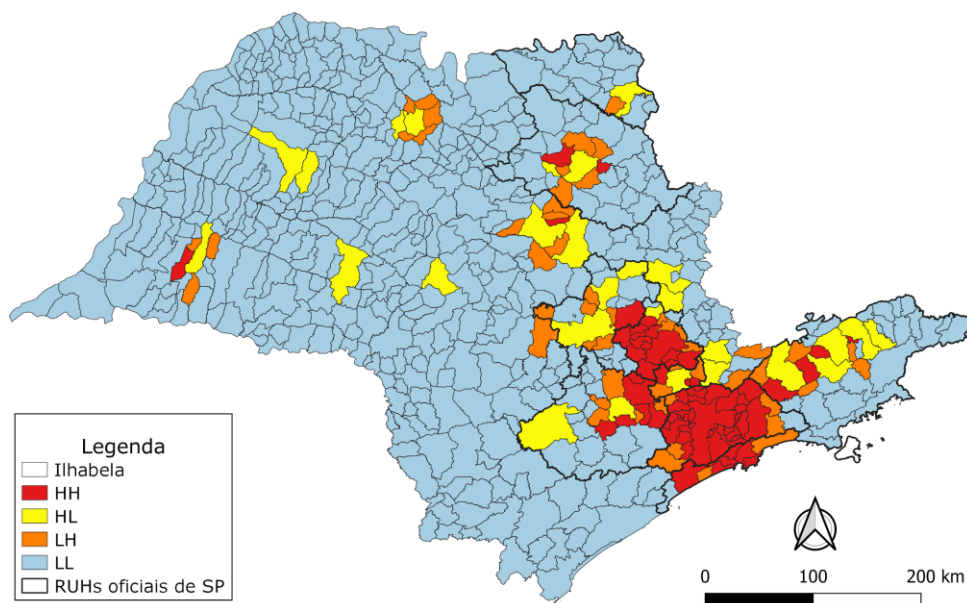 Legenda
Ilhabela
HH
HL
LH
LL
RUHs oficiais de SP
0 100 200 km